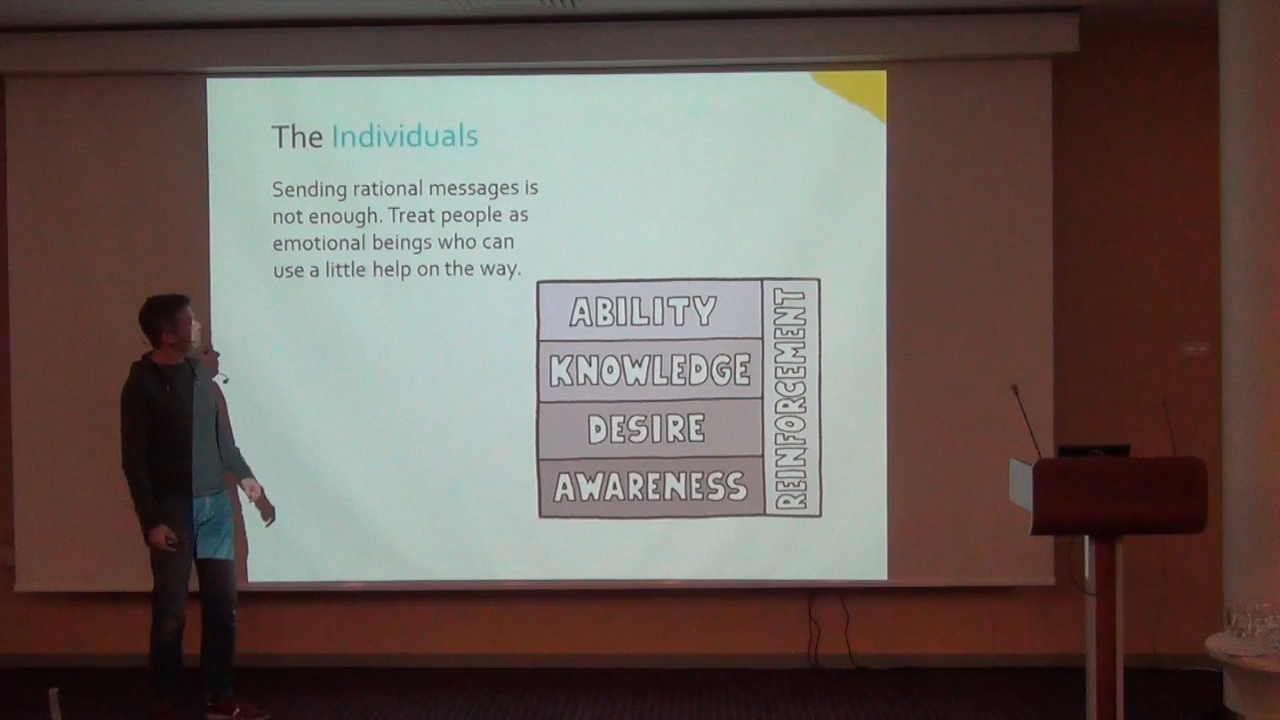 The Individuals
Sending rational messages is
not enough. Treat people as
emotional beings who can
use a little help on the way.
ABILITY
KNOWLEDGE
DESIRE
AWARENESS
REINFORCEMENT